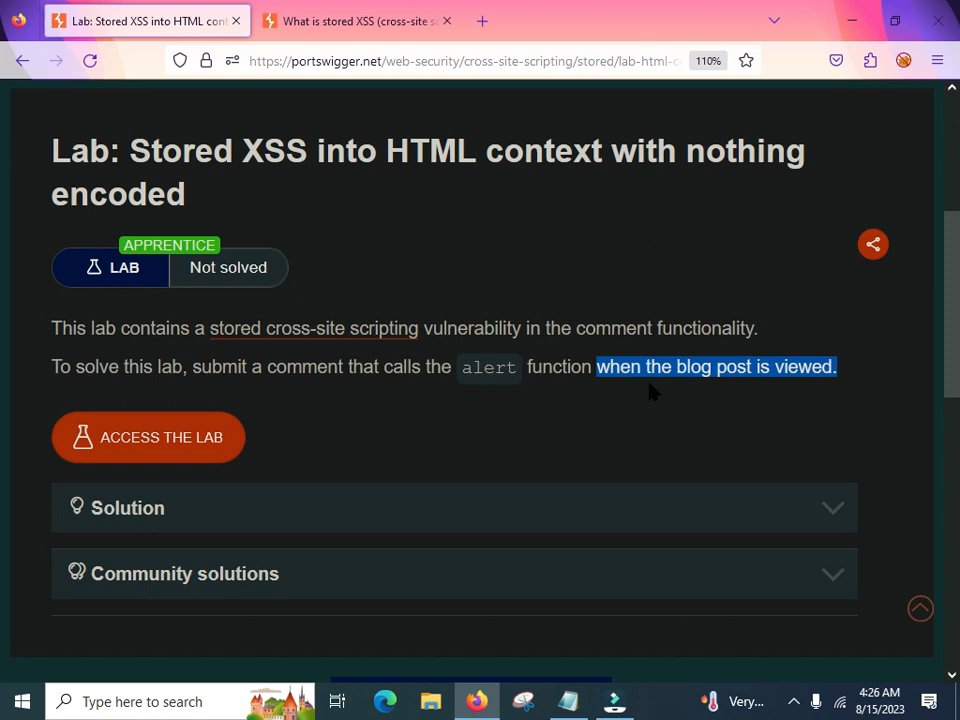 Lab: Stored XSS into HTML cont
What is stored XSS (cross-site s
https://portswigger.net/web-security/cross-site-scripting/stored/lab-html-c
110%
Lab: Stored XSS into HTML context with nothing
encoded
APPRENTICE
LAB
Not solved
This lab contains a stored cross-site scripting vulnerability in the comment functionality.
To solve this lab, submit a comment that calls the alert function when the blog post is viewed.
ACCESS THE LAB
Solution
Community solutions
Type here to search
Very...
4:26 AM
8/15/2023